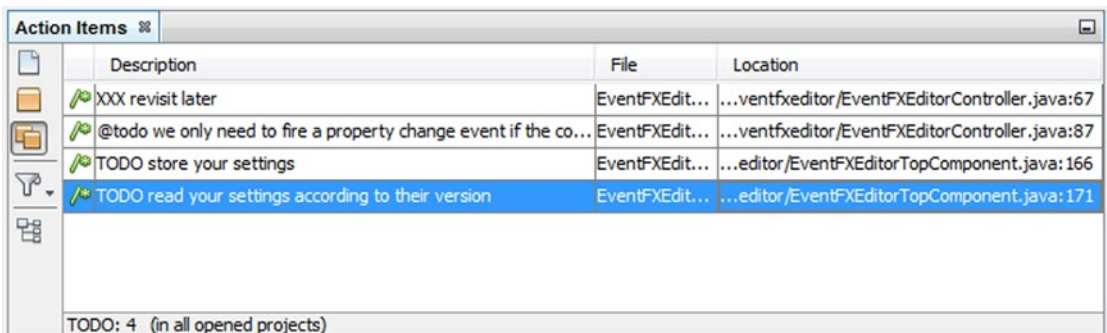 Action Items
Description File Location
XXX revisit later EventFXEdit... ...ventfxeditor/EventFXEditorController.java:67
@todo we only need to fire a property change event if the co... EventFXEdit... ...ventfxeditor/EventFXEditorController.java:87
TODO store your settings EventFXEdit... ...editor/EventFXEditorTopComponent.java:166
TODO read your settings according to their version EventFXEdit... ...editor/EventFXEditorTopComponent.java:171
TODO: 4 (in all opened projects)